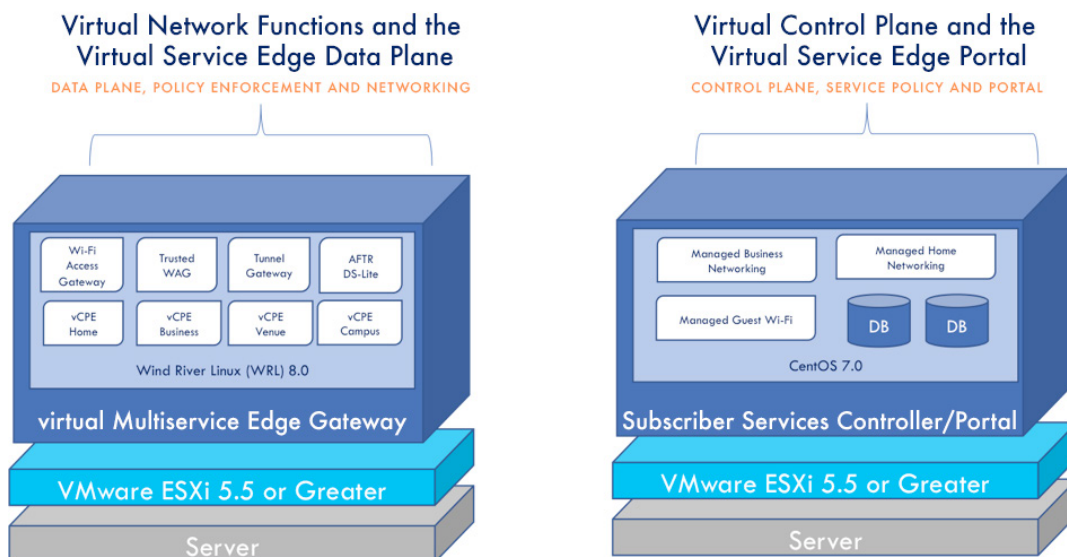 Virtual Network Functions and the
Virtual Service Edge Data Plane
DATA PLANE, POLICY ENFORCEMENT AND NETWORKING
Wi-Fi
Access
Gateway
Trusted
WAG
Tunnel
Gateway
AFTR
DS-Lite
vCPE
Home
vCPE
Business
vCPE
Venue
vCPE
Campus
Wind River Linux (WRL) 8.0
virtual Multiservice Edge Gateway
VMware ESXi 5.5 or Greater
Server
Virtual Control Plane and the
Virtual Service Edge Portal
CONTROL PLANE, SERVICE POLICY AND PORTAL
Managed Business
Networking
Managed Home
Networking
Managed Guest Wi-Fi
DB
DB
CentOS 7.0
Subscriber Services Controller/Portal
VMware ESXi 5.5 or Greater
Server